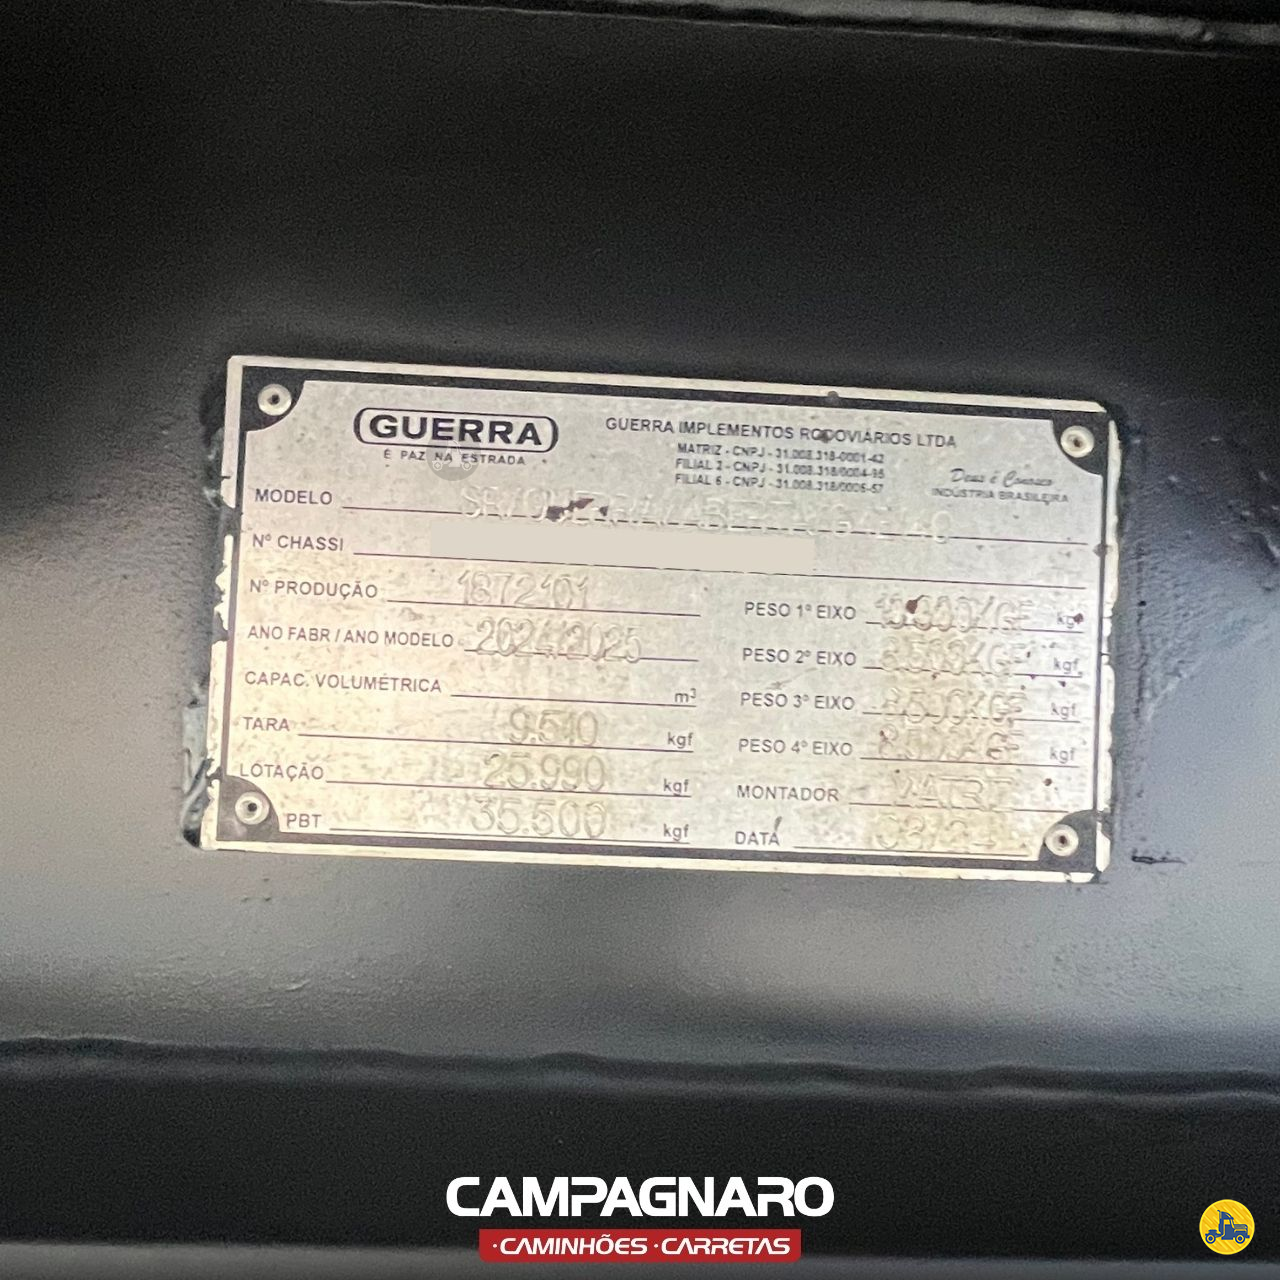 GUERRA
É PAZ NA ESTRADA
GUERRA IMPLEMENTOS RODOVIÁRIOS LTDA
MATRIZ - CNPJ - 31.008.318-0001-42
FILIAL 2 - CNPJ - 31.008.318/0004-95
FILIAL 6 - CNPJ - 31.008.318/0006-57
Deus é Conosco
INDÚSTRIA BRASILEIRA
MODELO SR/GUERRA
Nº CHASSI
Nº PRODUÇÃO 1872101
ANO FABR / ANO MODELO 2024/2025
CAPAC. VOLUMÉTRICA m³
TARA 9.510 kgf
LOTAÇÃO 25.990 kgf
PBT 35.500 kgf
PESO 1º EIXO kgf
PESO 2º EIXO kgf
PESO 3º EIXO kgf
PESO 4º EIXO kgf
MONTADOR
DATA
CAMPAGNARO
·CAMINHÕES ·CARRETAS